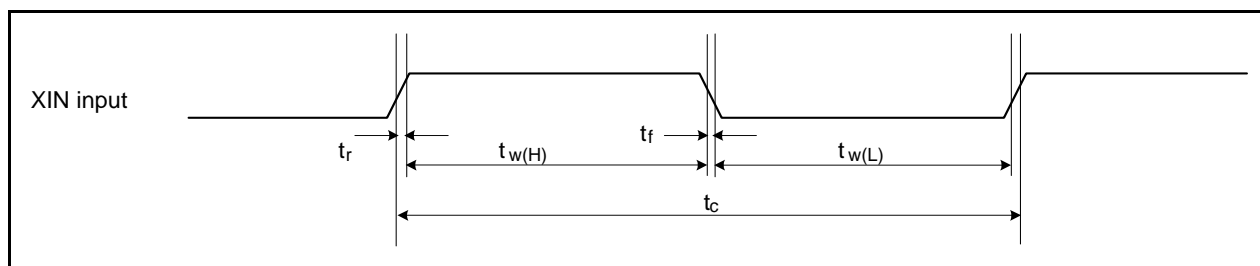 XIN input
tr
tw(H)
tf
tw(L)
tc